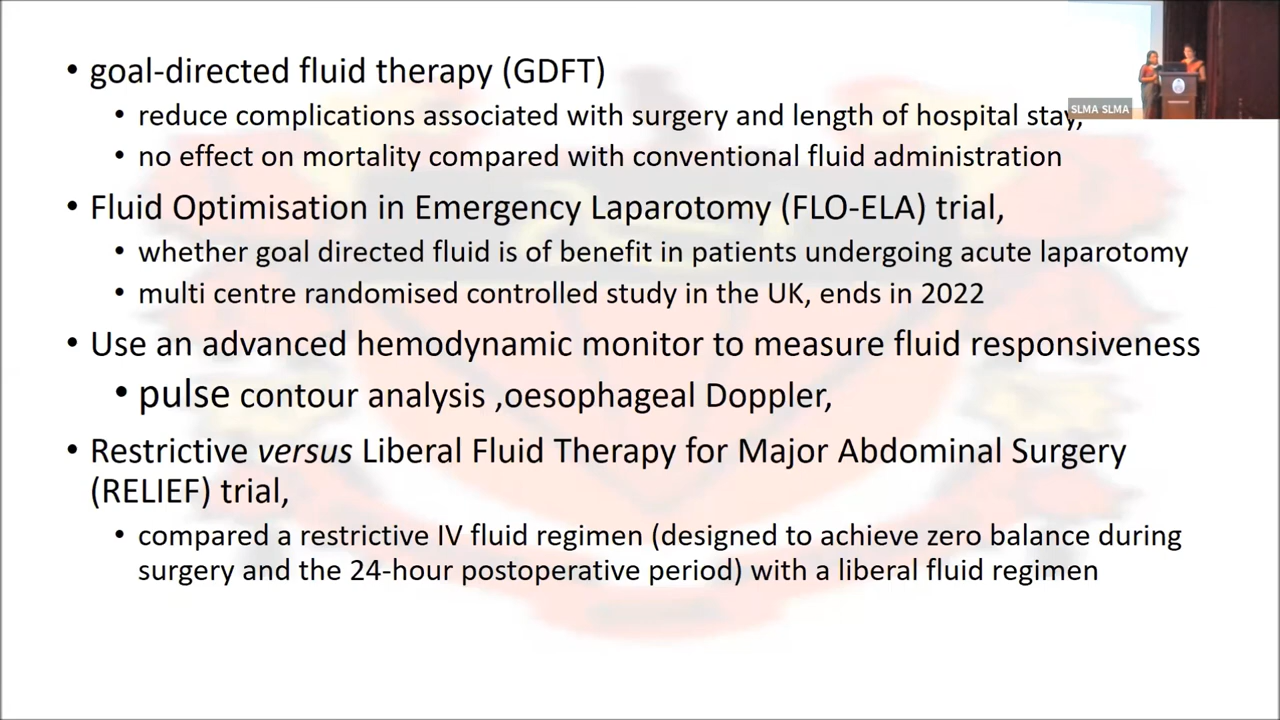 • goal-directed fluid therapy (GDFT)
• reduce complications associated with surgery and length of hospital stay,
SLMA SLMA
• no effect on mortality compared with conventional fluid administration
• Fluid Optimisation in Emergency Laparotomy (FLO-ELA) trial,
• whether goal directed fluid is of benefit in patients undergoing acute laparotomy
• multi centre randomised controlled study in the UK, ends in 2022
• Use an advanced hemodynamic monitor to measure fluid responsiveness
• pulse contour analysis ,oesophageal Doppler,
• Restrictive versus Liberal Fluid Therapy for Major Abdominal Surgery
(RELIEF) trial,
• compared a restrictive IV fluid regimen (designed to achieve zero balance during
surgery and the 24-hour postoperative period) with a liberal fluid regimen